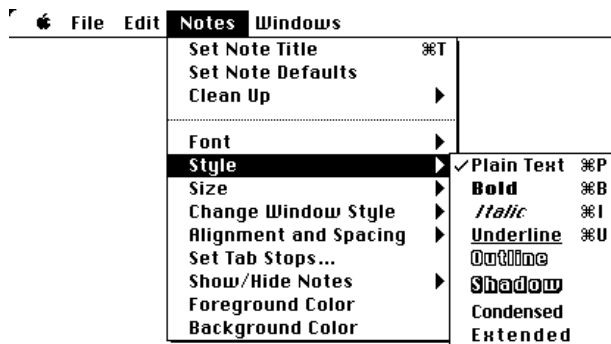 File Edit Notes Windows
Set Note Title ⌘T
Set Note Defaults
Clean Up
Font
Style
Size
Change Window Style
Alignment and Spacing
Set Tab Stops...
Show/Hide Notes
Foreground Color
Background Color
✓Plain Text ⌘P
Bold ⌘B
Italic ⌘I
Underline ⌘U
Outline
Shadow
Condensed
Extended